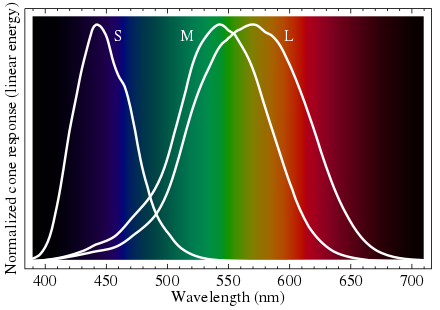 Normalized cone response (linear energy)
S
M
L
400
450
500
550
600
650
700
Wavelength (nm)